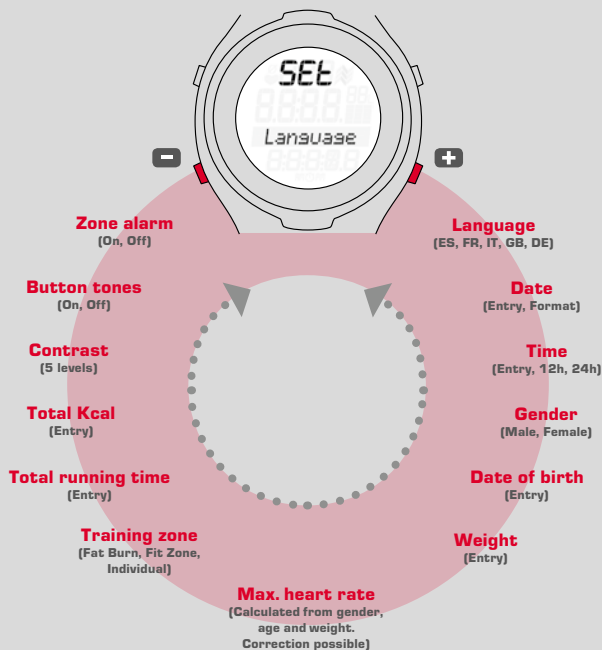 SEt
Language
-
+
Zone alarm
(On, Off)
Button tones
(On, Off)
Contrast
(5 levels)
Total Kcal
(Entry)
Total running time
(Entry)
Training zone
(Fat Burn, Fit Zone,
Individual)
Max. heart rate
(Calculated from gender,
age and weight.
Correction possible)
Language
(ES, FR, IT, GB, DE)
Date
(Entry, Format)
Time
(Entry, 12h, 24h)
Gender
(Male, Female)
Date of birth
(Entry)
Weight
(Entry)